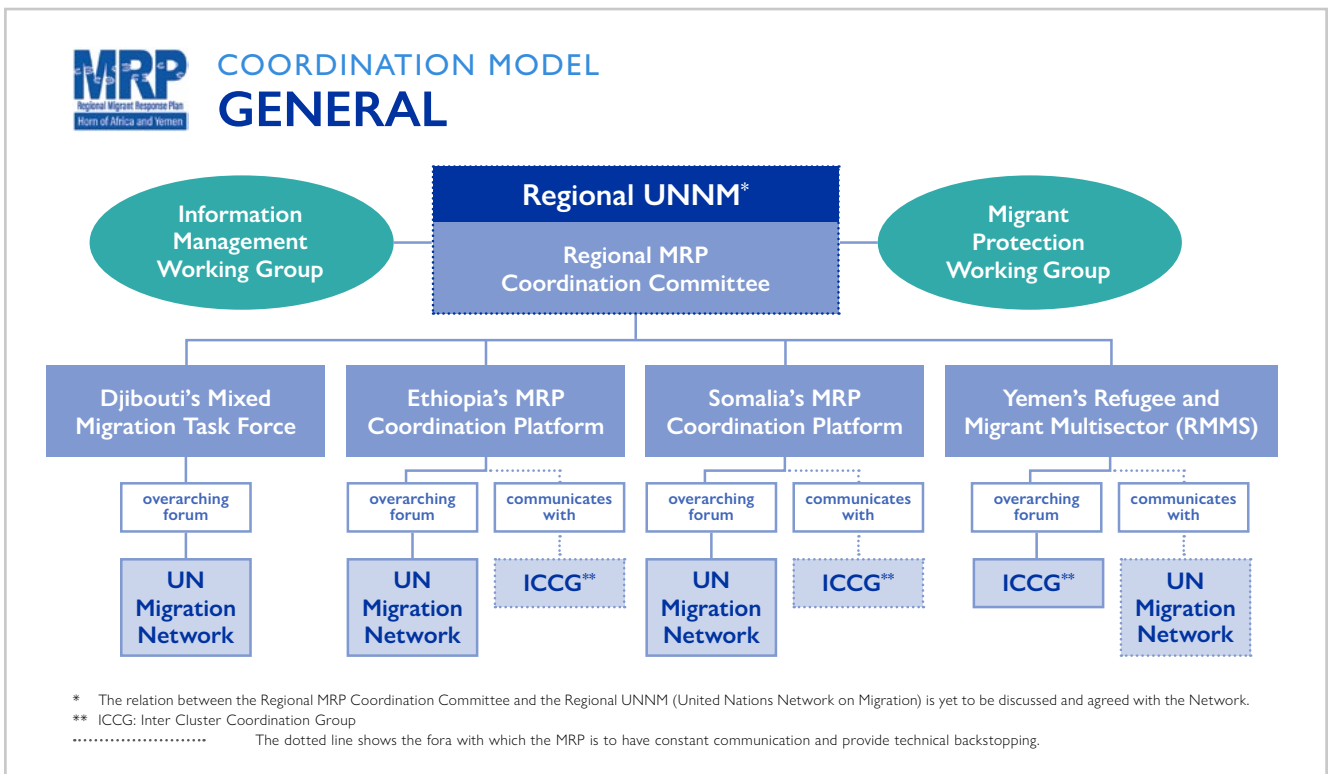 MRP
Regional Migrant Response Plan
Horn of Africa and Yemen
COORDINATION MODEL
GENERAL
Information
Management
Working Group
Regional UNNM*
Regional MRP
Coordination Committee
Migrant
Protection
Working Group
Djibouti's Mixed
Migration Task Force
Ethiopia's MRP
Coordination Platform
Somalia's MRP
Coordination Platform
Yemen's Refugee and
Migrant Multisector (RMMS)
overarching
forum
UN
Migration
Network
overarching
forum
UN
Migration
Network
communicates
with
ICCG**
overarching
forum
UN
Migration
Network
communicates
with
ICCG**
overarching
forum
ICCG**
communicates
with
UN
Migration
Network
* The relation between the Regional MRP Coordination Committee and the Regional UNNM (United Nations Network on Migration) is yet to be discussed and agreed with the Network.
** ICCG: Inter Cluster Coordination Group
The dotted line shows the fora with which the MRP is to have constant communication and provide technical backstopping.